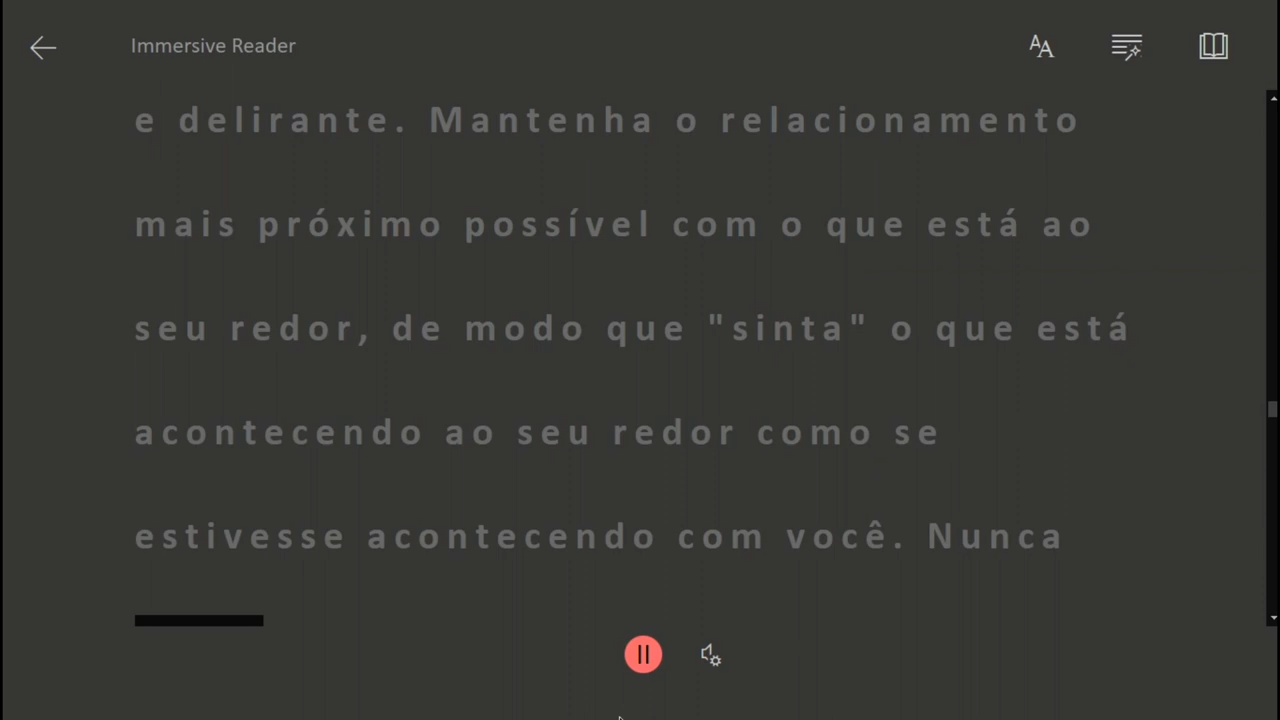 Immersive Reader
e delirante. Mantenha o relacionamento
mais próximo possível com o que está ao
seu redor, de modo que "sinta" o que está
acontecendo ao seu redor como se
estivesse acontecendo com você. Nunca